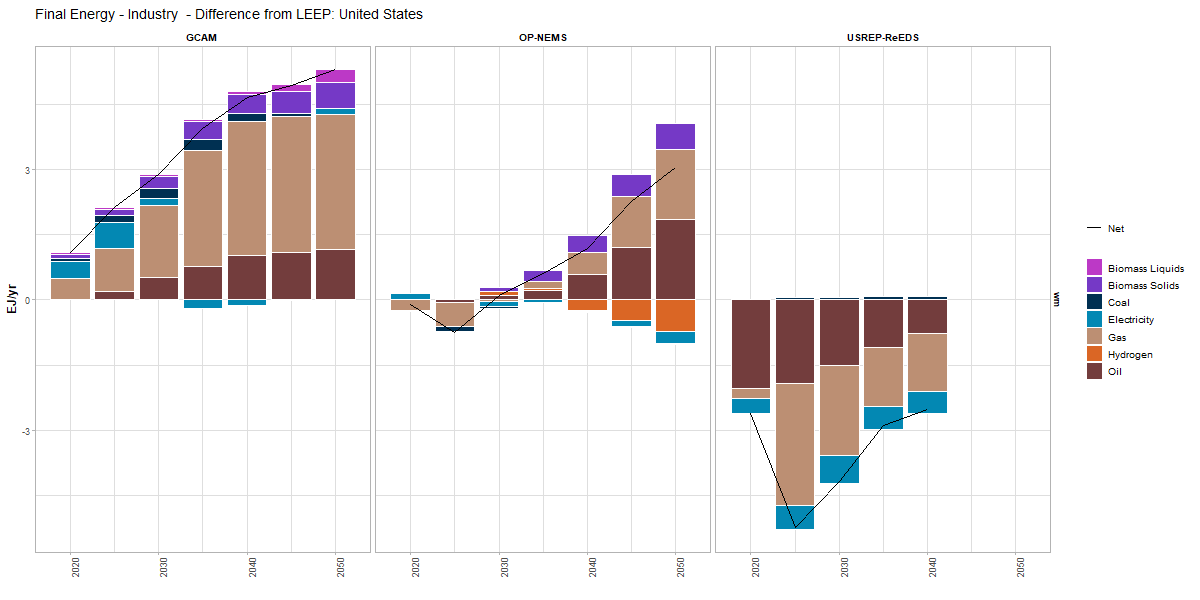 Final Energy - Industry  - Difference from LEEP: United States
GCAM
OP-NEMS
USREP-ReEDS
EJ/yr
3
0
-3
2020
2030
2040
2050
2020
2030
2040
2050
2020
2030
2040
2050
wm
Net
Biomass Liquids
Biomass Solids
Coal
Electricity
Gas
Hydrogen
Oil